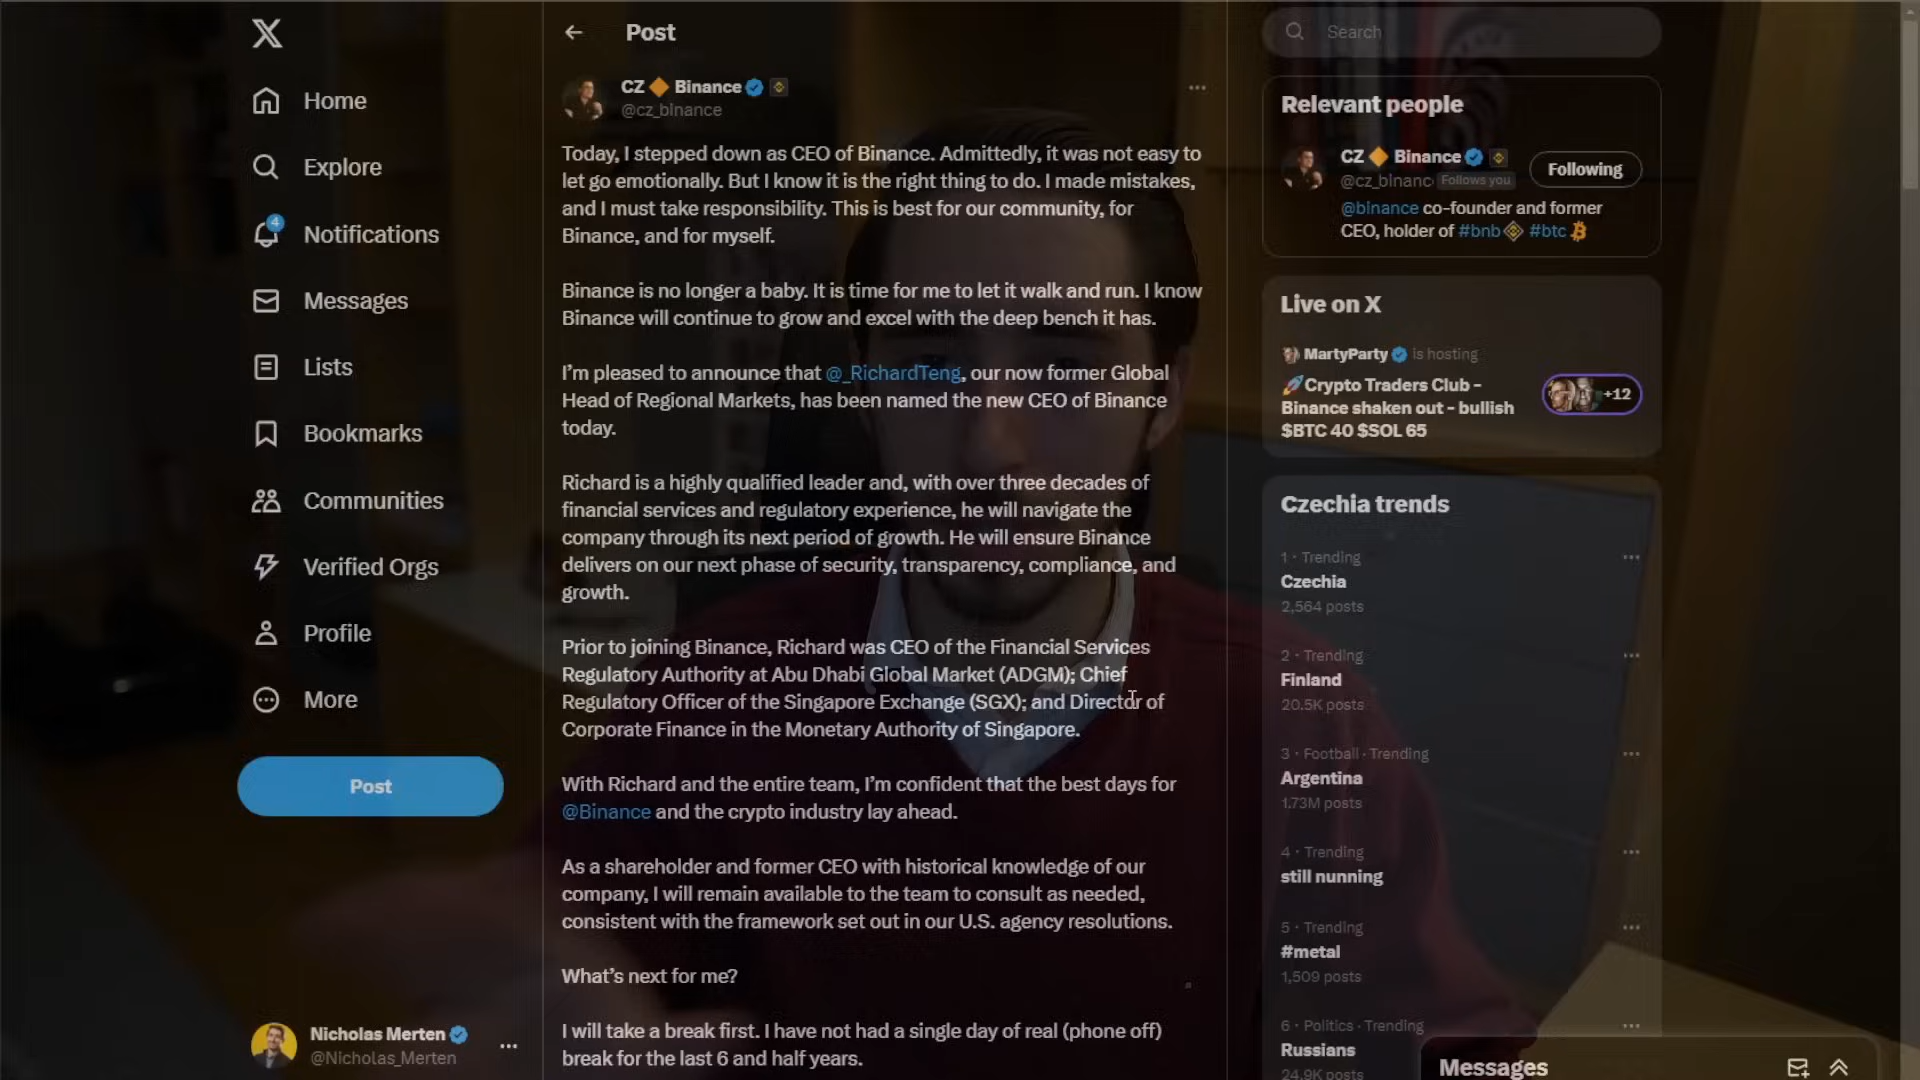 Post
Search
CZ Binance
@cz_binance
Today, I stepped down as CEO of Binance. Admittedly, it was not easy to
let go emotionally. But I know it is the right thing to do. I made mistakes,
and I must take responsibility. This is best for our community, for
Binance, and for myself.
Binance is no longer a baby. It is time for me to let it walk and run. I know
Binance will continue to grow and excel with the deep bench it has.
I'm pleased to announce that @_RichardTeng, our now former Global
Head of Regional Markets, has been named the new CEO of Binance
today.
Richard is a highly qualified leader and, with over three decades of
financial services and regulatory experience, he will navigate the
company through its next period of growth. He will ensure Binance
delivers on our next phase of security, transparency, compliance, and
growth.
Prior to joining Binance, Richard was CEO of the Financial Services
Regulatory Authority at Abu Dhabi Global Market (ADGM); Chief
Regulatory Officer of the Singapore Exchange (SGX); and Director of
Corporate Finance in the Monetary Authority of Singapore.
With Richard and the entire team, I'm confident that the best days for
@Binance and the crypto industry lay ahead.
As a shareholder and former CEO with historical knowledge of our
company, I will remain available to the team to consult as needed,
consistent with the framework set out in our U.S. agency resolutions.
What's next for me?
I will take a break first. I have not had a single day of real (phone off)
break for the last 6 and half years.
Home
Explore
4
Notifications
Messages
Lists
Bookmarks
Communities
Verified Orgs
Profile
More
Post
Nicholas Merten
@Nicholas_Merten
Relevant people
CZ Binance
@cz_binanc Follows you
Following
@binance co-founder and former
CEO, holder of #bnb #btc
Live on X
MartyParty is hosting
Crypto Traders Club -
Binance shaken out - bullish
$BTC 40 $SOL 65
+12
Czechia trends
1 · Trending
Czechia
2,564 posts
2 · Trending
Finland
20.5K posts
3 · Football · Trending
Argentina
1.73M posts
4 · Trending
still nunning
5 · Trending
#metal
1,509 posts
6 · Politics · Trending
Russians
24.9K posts
Messages